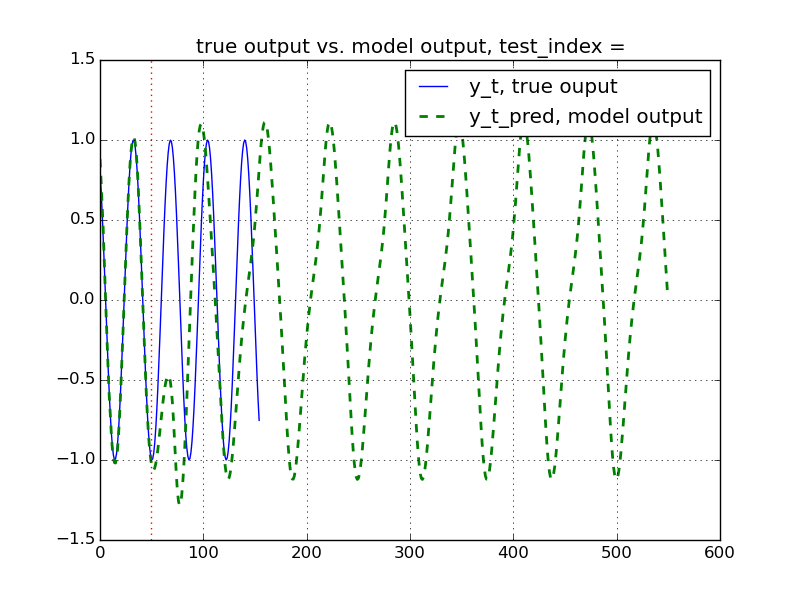 true output vs. model output, test_index =
y_t, true ouput
y_t_pred, model output
1.5
1.0
0.5
0.0
−0.5
−1.0
−1.5
0 100 200 300 400 500 600